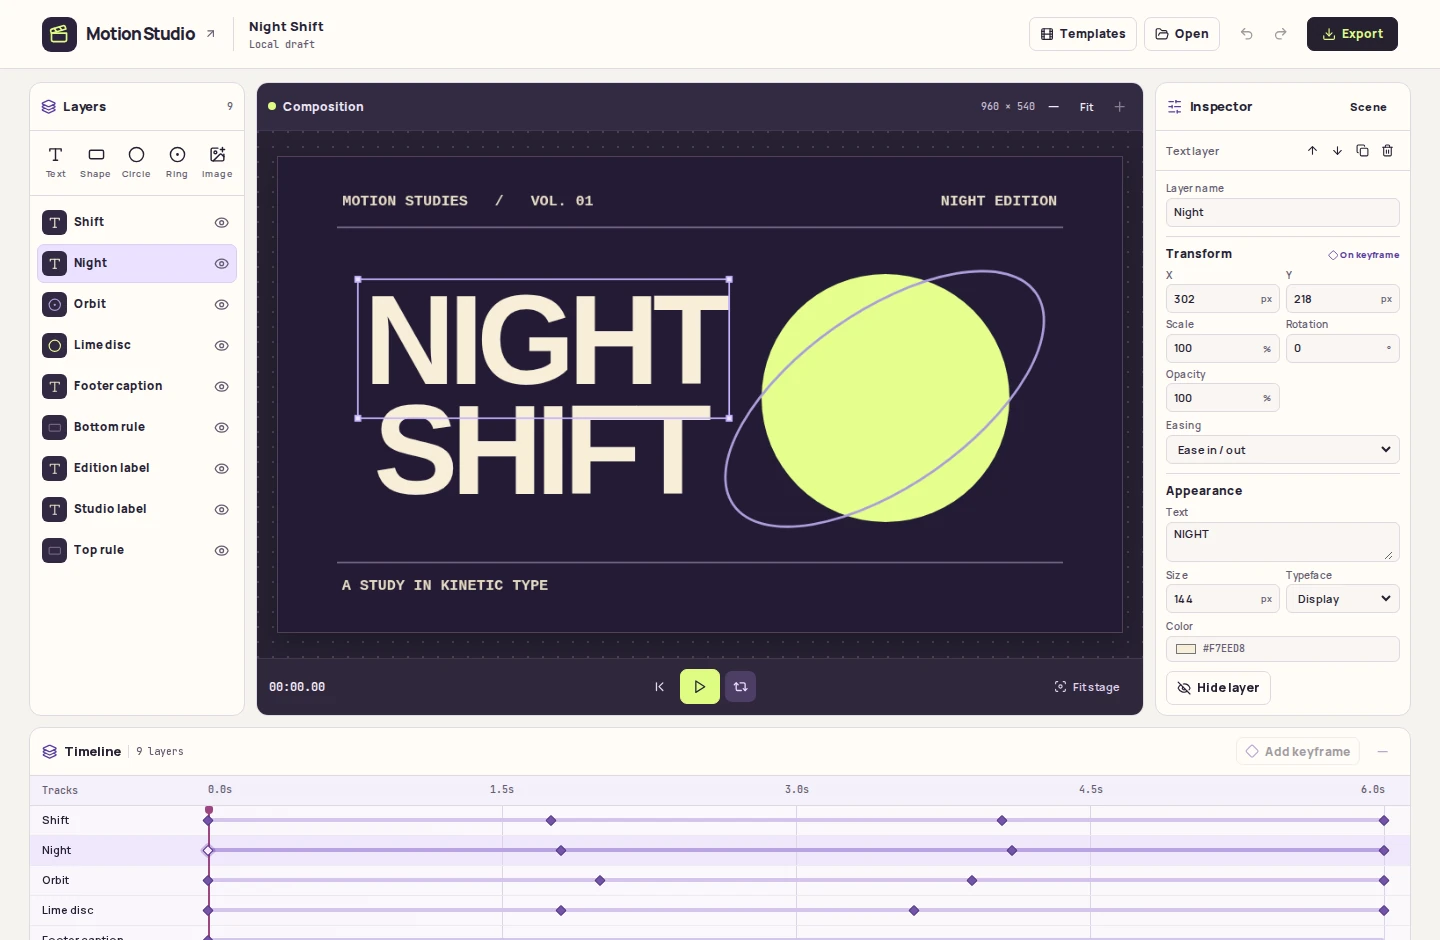 MotionStudio
Night Shift
Local draft
Templates
Open
Export
Layers
9
Text
Shape
Circle
Ring
Image
Shift
Night
Orbit
Lime disc
Footer caption
Bottom rule
Edition label
Studio label
Top rule
Composition
960 × 540
Fit
MOTION STUDIES / VOL. 01
NIGHT EDITION
NIGHT
SHIFT
A STUDY IN KINETIC TYPE
00:00.00
Fit stage
Inspector
Scene
Text layer
Layer name
Night
Transform
On keyframe
X
Y
302 px
218 px
Scale
Rotation
100 %
0 °
Opacity
100 %
Easing
Ease in / out
Appearance
Text
NIGHT
Size
Typeface
144 px
Display
Color
#F7EED8
Hide layer
Timeline
9 layers
Add keyframe
Tracks
0.0s
1.5s
3.0s
4.5s
6.0s
Shift
Night
Orbit
Lime disc
Footer caption